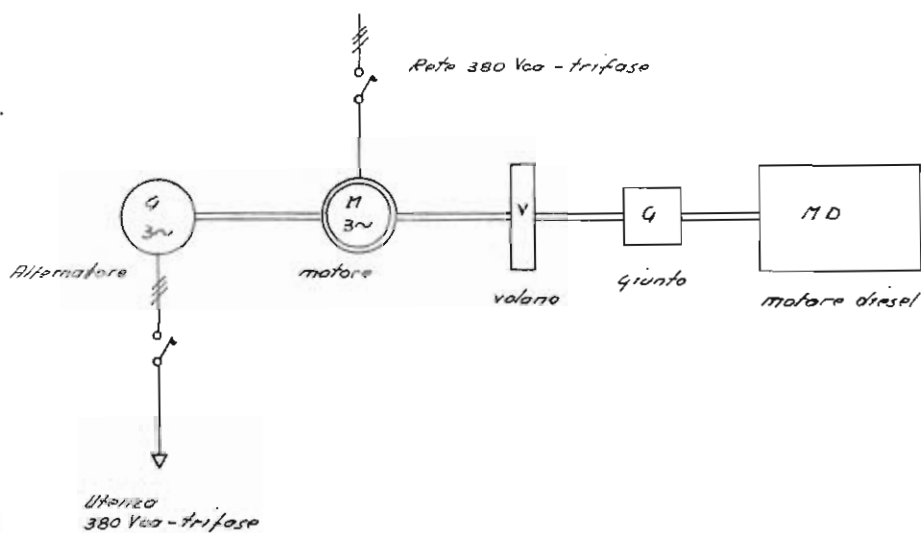 Rete 380 Vca - trifase
G
3~
M
3~
V
G
MD
Alternatore
motore
volano
giunto
motore diesel
Utenza
380 Vca - trifase